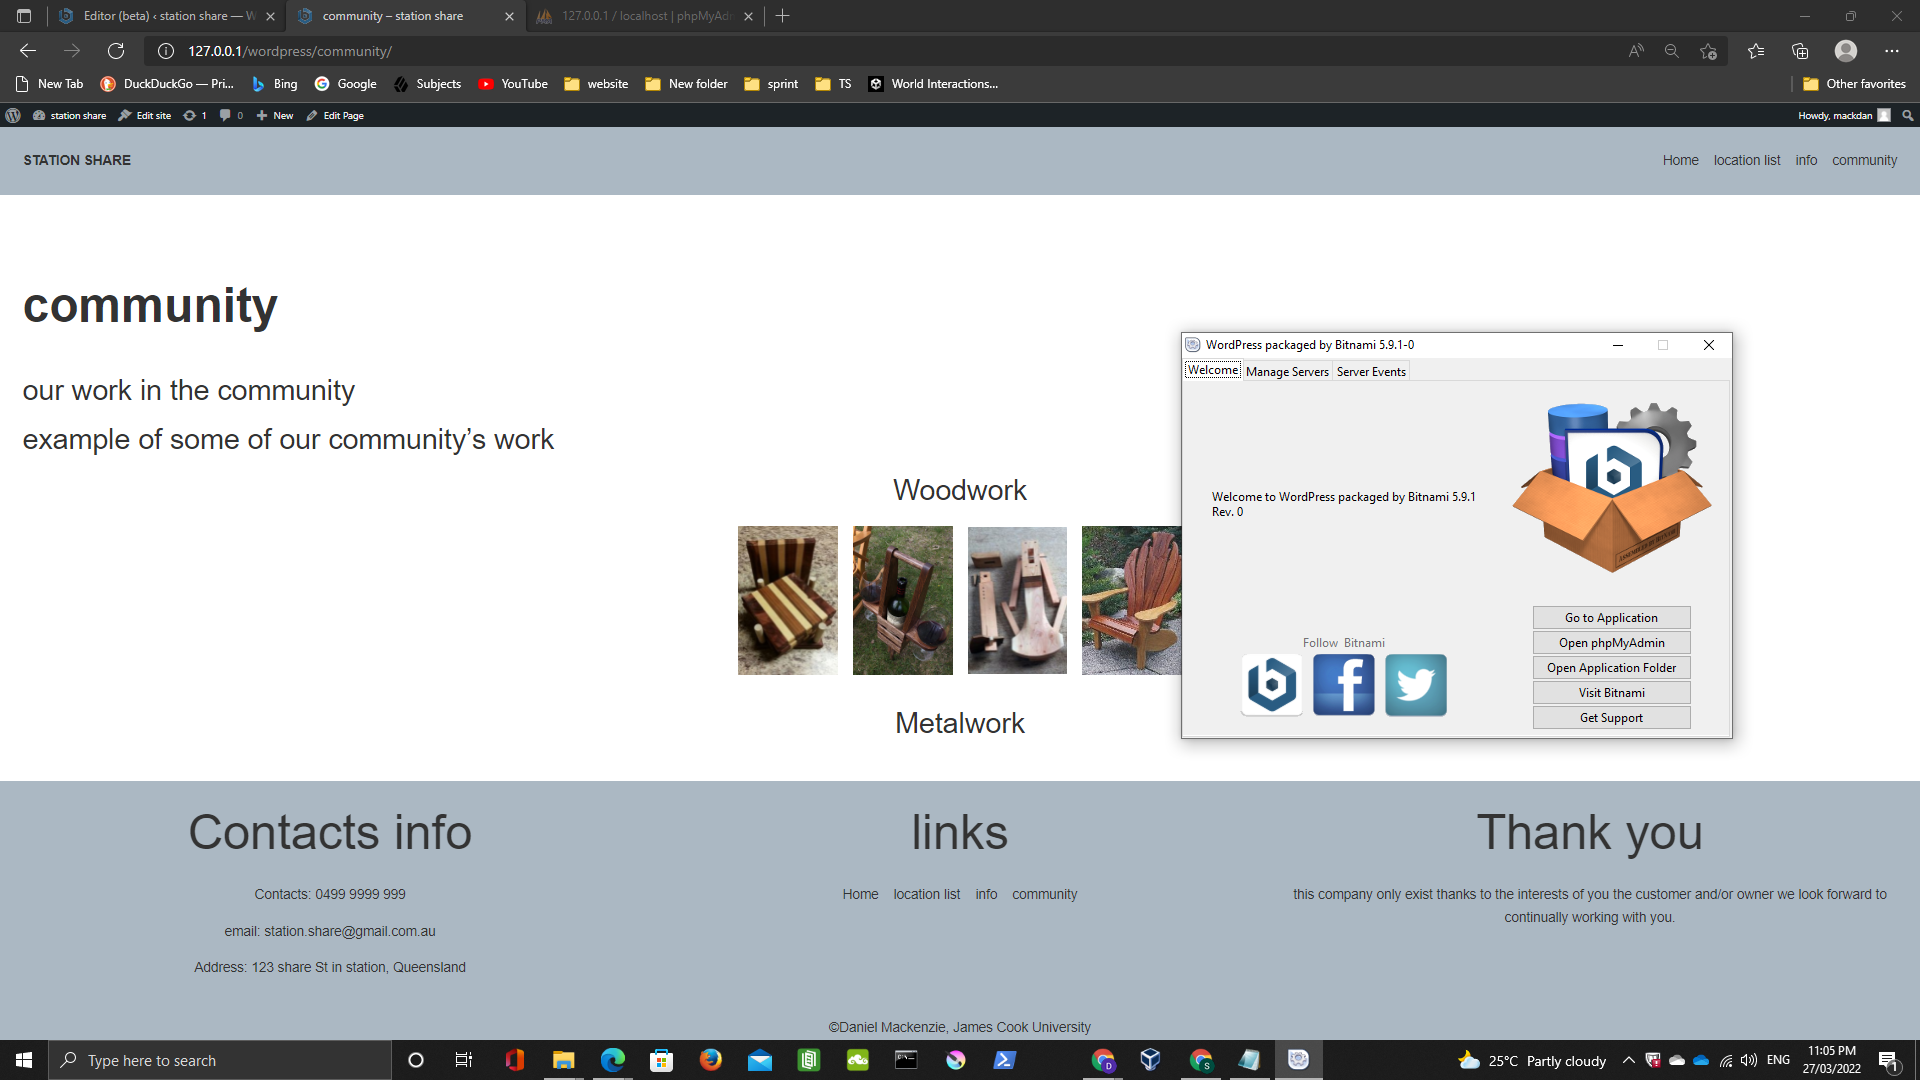 Editor (beta) ‹ station share — W
community – station share
127.0.0.1 / localhost | phpMyAdm
127.0.0.1/wordpress/community/
New Tab
DuckDuckGo — Pri...
Bing
Google
Subjects
YouTube
website
New folder
sprint
TS
World Interactions...
Other favorites
station share
Edit site
1
0
New
Edit Page
Howdy, mackdan
STATION SHARE
Home location list info community
community
our work in the community
example of some of our community’s work
Woodwork
Metalwork
WordPress packaged by Bitnami 5.9.1-0
Welcome
Manage Servers
Server Events
Welcome to WordPress packaged by Bitnami 5.9.1
Rev. 0
Follow Bitnami
Go to Application
Open phpMyAdmin
Open Application Folder
Visit Bitnami
Get Support
Contacts info
Contacts: 0499 9999 999
email: station.share@gmail.com.au
Address: 123 share St in station, Queensland
links
Home location list info community
Thank you
this company only exist thanks to the interests of you the customer and/or owner we look forward to
continually working with you.
©Daniel Mackenzie, James Cook University
Type here to search
25°C Partly cloudy
ENG
11:05 PM
27/03/2022
1